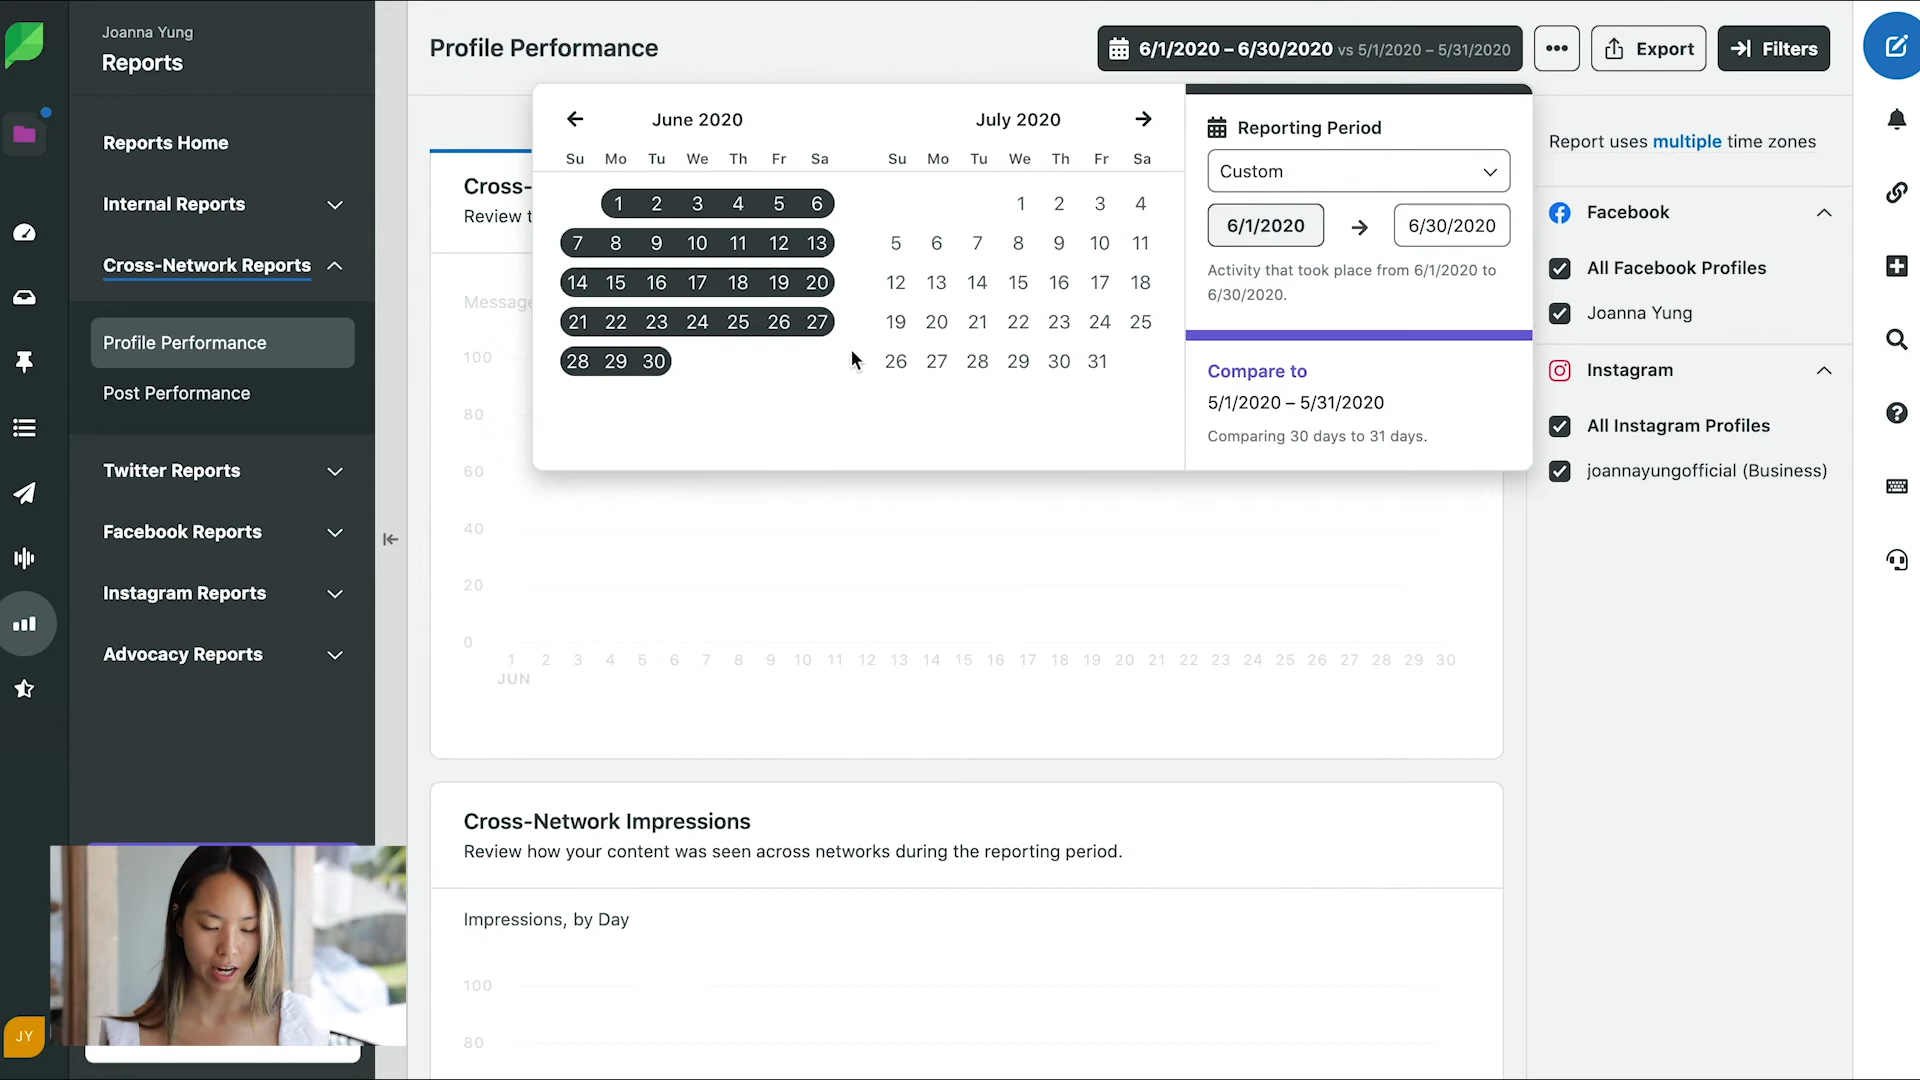 Joanna Yung
Reports
Reports Home
Internal Reports
Cross-Network Reports
Profile Performance
Post Performance
Twitter Reports
Facebook Reports
Instagram Reports
Advocacy Reports
JY
Profile Performance
6/1/2020 – 6/30/2020 vs 5/1/2020 – 5/31/2020
Export
Filters
June 2020
Su Mo Tu We Th Fr Sa
1 2 3 4 5 6
7 8 9 10 11 12 13
14 15 16 17 18 19 20
21 22 23 24 25 26 27
28 29 30
July 2020
Su Mo Tu We Th Fr Sa
1 2 3 4
5 6 7 8 9 10 11
12 13 14 15 16 17 18
19 20 21 22 23 24 25
26 27 28 29 30 31
Reporting Period
Custom
6/1/2020 → 6/30/2020
Activity that took place from 6/1/2020 to
6/30/2020.
Compare to
5/1/2020 – 5/31/2020
Comparing 30 days to 31 days.
Cross-
Review t
Message
100
80
60
40
20
0
1 2 3 4 5 6 7 8 9 10 11 12 13 14 15 16 17 18 19 20 21 22 23 24 25 26 27 28 29 30
JUN
Cross-Network Impressions
Review how your content was seen across networks during the reporting period.
Impressions, by Day
100
80
Report uses multiple time zones
Facebook
All Facebook Profiles
Joanna Yung
Instagram
All Instagram Profiles
joannayungofficial (Business)